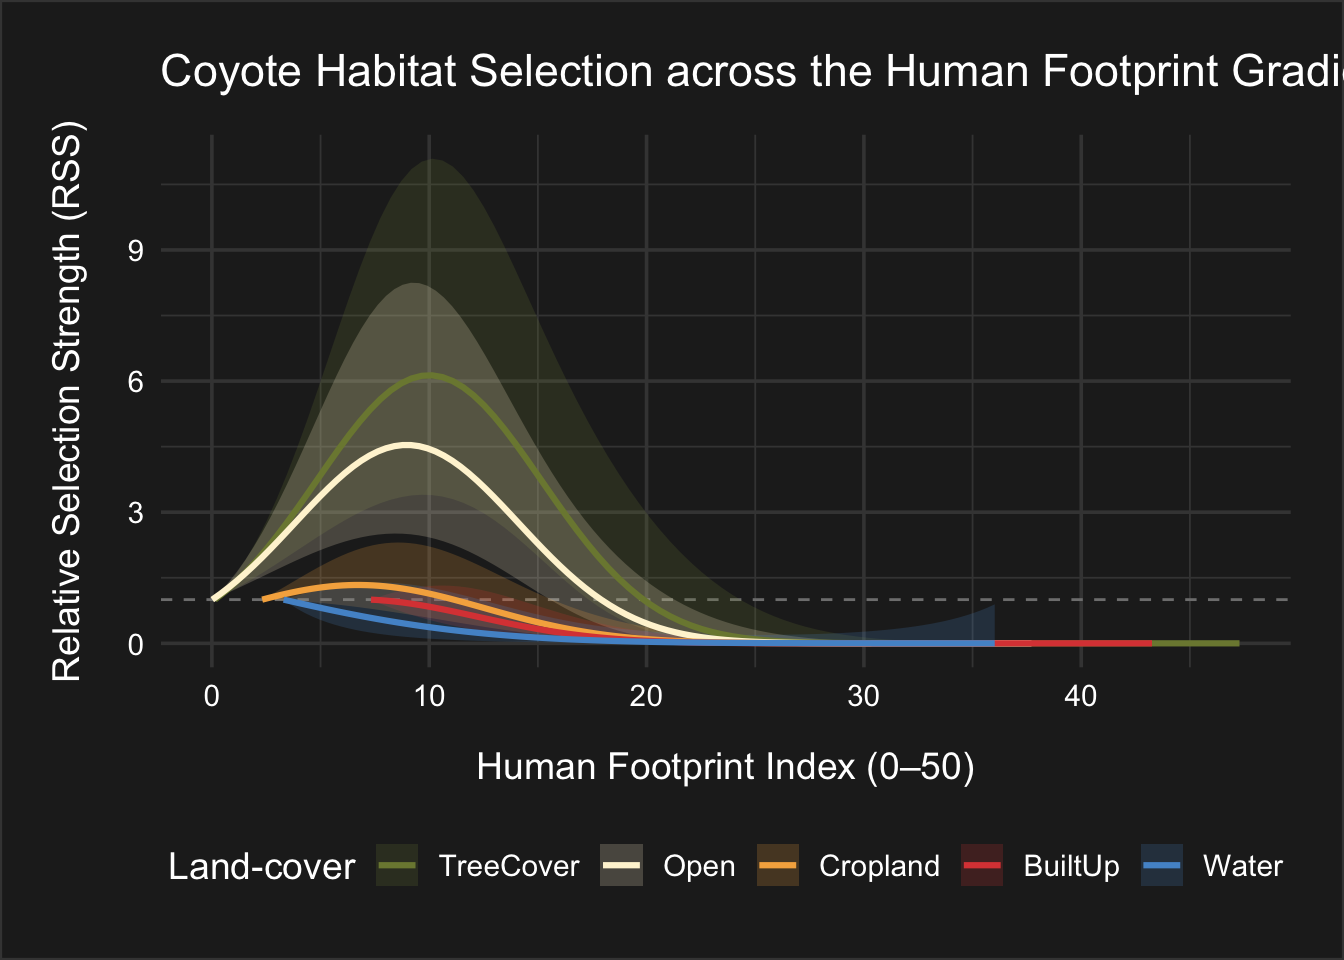 Coyote Habitat Selection across the Human Footprint Gradi
Relative Selection Strength (RSS)
9
6
3
0
0 10 20 30 40
Human Footprint Index (0–50)
Land-cover TreeCover Open Cropland BuiltUp Water